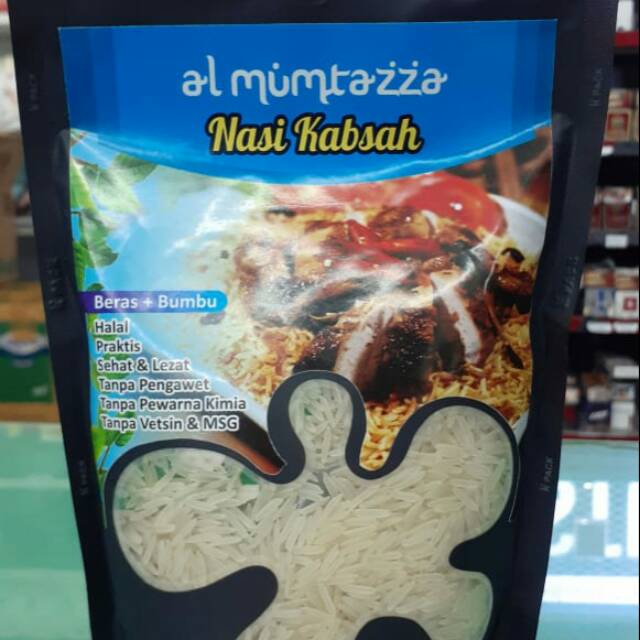 al mumtazza
Nasi Kabsah
Beras + Bumbu
Halal
Praktis
Sehat & Lezat
Tanpa Pengawet
Tanpa Pewarna Kimia
Tanpa Vetsin & MSG